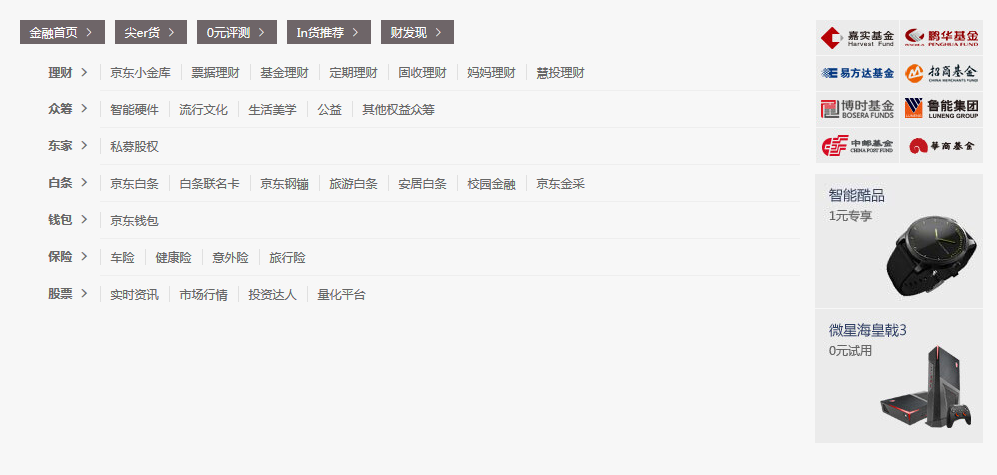 金融首页 尖er货 0元评测 In货推荐 财发现
理财 京东小金库 票据理财 基金理财 定期理财 固收理财 妈妈理财 慧投理财
众筹 智能硬件 流行文化 生活美学 公益 其他权益众筹
东家 私募股权
白条 京东白条 白条联名卡 京东钢镚 旅游白条 安居白条 校园金融 京东金采
钱包 京东钱包
保险 车险 健康险 意外险 旅行险
股票 实时资讯 市场行情 投资达人 量化平台
嘉实基金
Harvest Fund
鹏华基金
PENGHUA FUND
易方达基金
招商基金
CHINA MERCHANTS FUND
博时基金
BOSERA FUNDS
鲁能集团
LUNENG GROUP
中邮基金
CHINA POST FUND
華商基金
智能酷品
1元专享
微星海皇戟3
0元试用